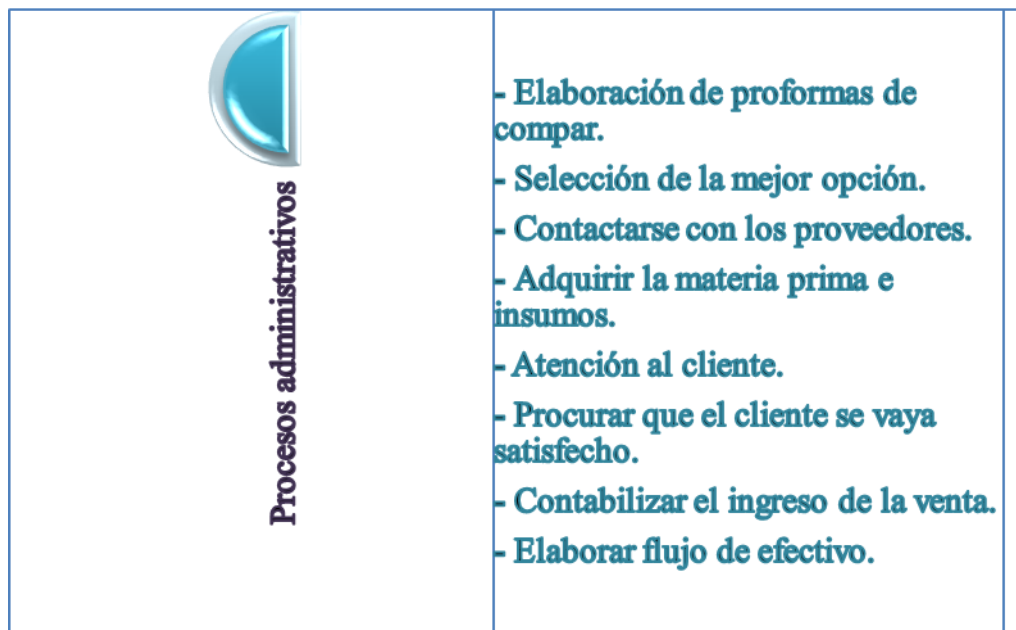 Procesos administrativos
- Elaboración de proformas de
compar.
- Selección de la mejor opción.
- Contactarse con los proveedores.
- Adquirir la materia prima e
insumos.
- Atención al cliente.
- Procurar que el cliente se vaya
satisfecho.
- Contabilizar el ingreso de la venta.
- Elaborar flujo de efectivo.